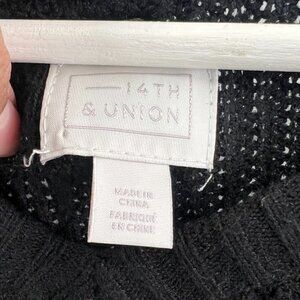 14TH
& UNION
MADE IN
CHINA
FABRIQUÉ
EN CHINE